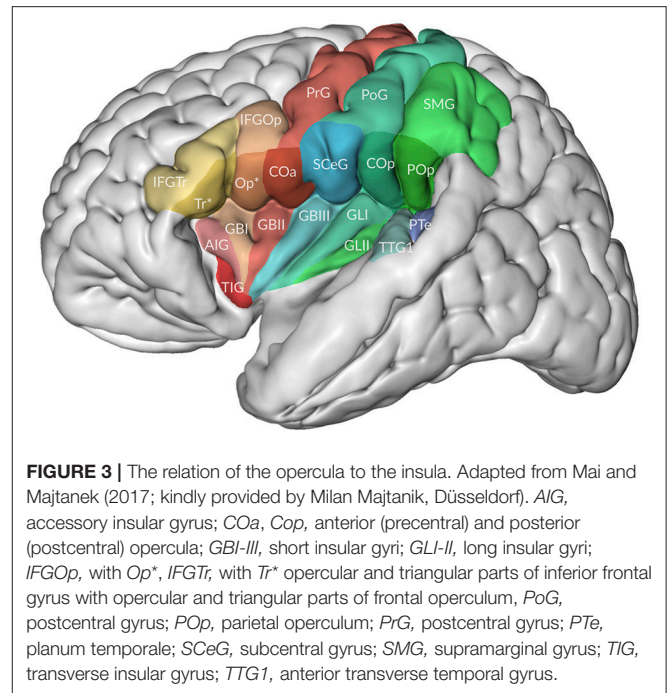 PrG
PoG
SMG
IFGOp
IFGTr
Op*
COa
SCeG
COp
POp
Tr*
GBI
GBII
GBIII
GLI
PTe
AIG
GLII
TTG1
TIG
FIGURE 3 | The relation of the opercula to the insula. Adapted from Mai and
Majtanek (2017; kindly provided by Milan Majtanik, Düsseldorf). AIG,
accessory insular gyrus; COa, Cop, anterior (precentral) and posterior
(postcentral) opercula; GBI-III, short insular gyri; GLI-II, long insular gyri;
IFGOp, with Op*, IFGTr, with Tr* opercular and triangular parts of inferior frontal
gyrus with opercular and triangular parts of frontal operculum, PoG,
postcentral gyrus; POp, parietal operculum; PrG, postcentral gyrus; PTe,
planum temporale; SCeG, subcentral gyrus; SMG, supramarginal gyrus; TIG,
transverse insular gyrus; TTG1, anterior transverse temporal gyrus.